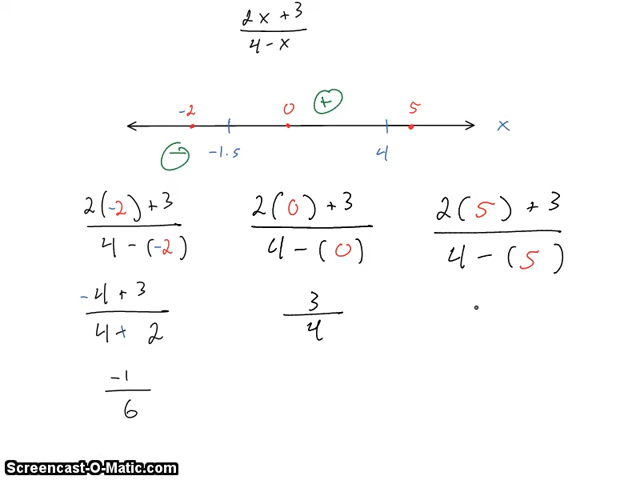 2x + 3
4 - x
-2 0 + 5
x
- -1.5 4
2(-2) + 3
4 - (-2)
2(0) + 3
4 - (0)
2(5) + 3
4 - (5)
-4 + 3
4 + 2
3
4
-1
6
Screencast-O-Matic.com